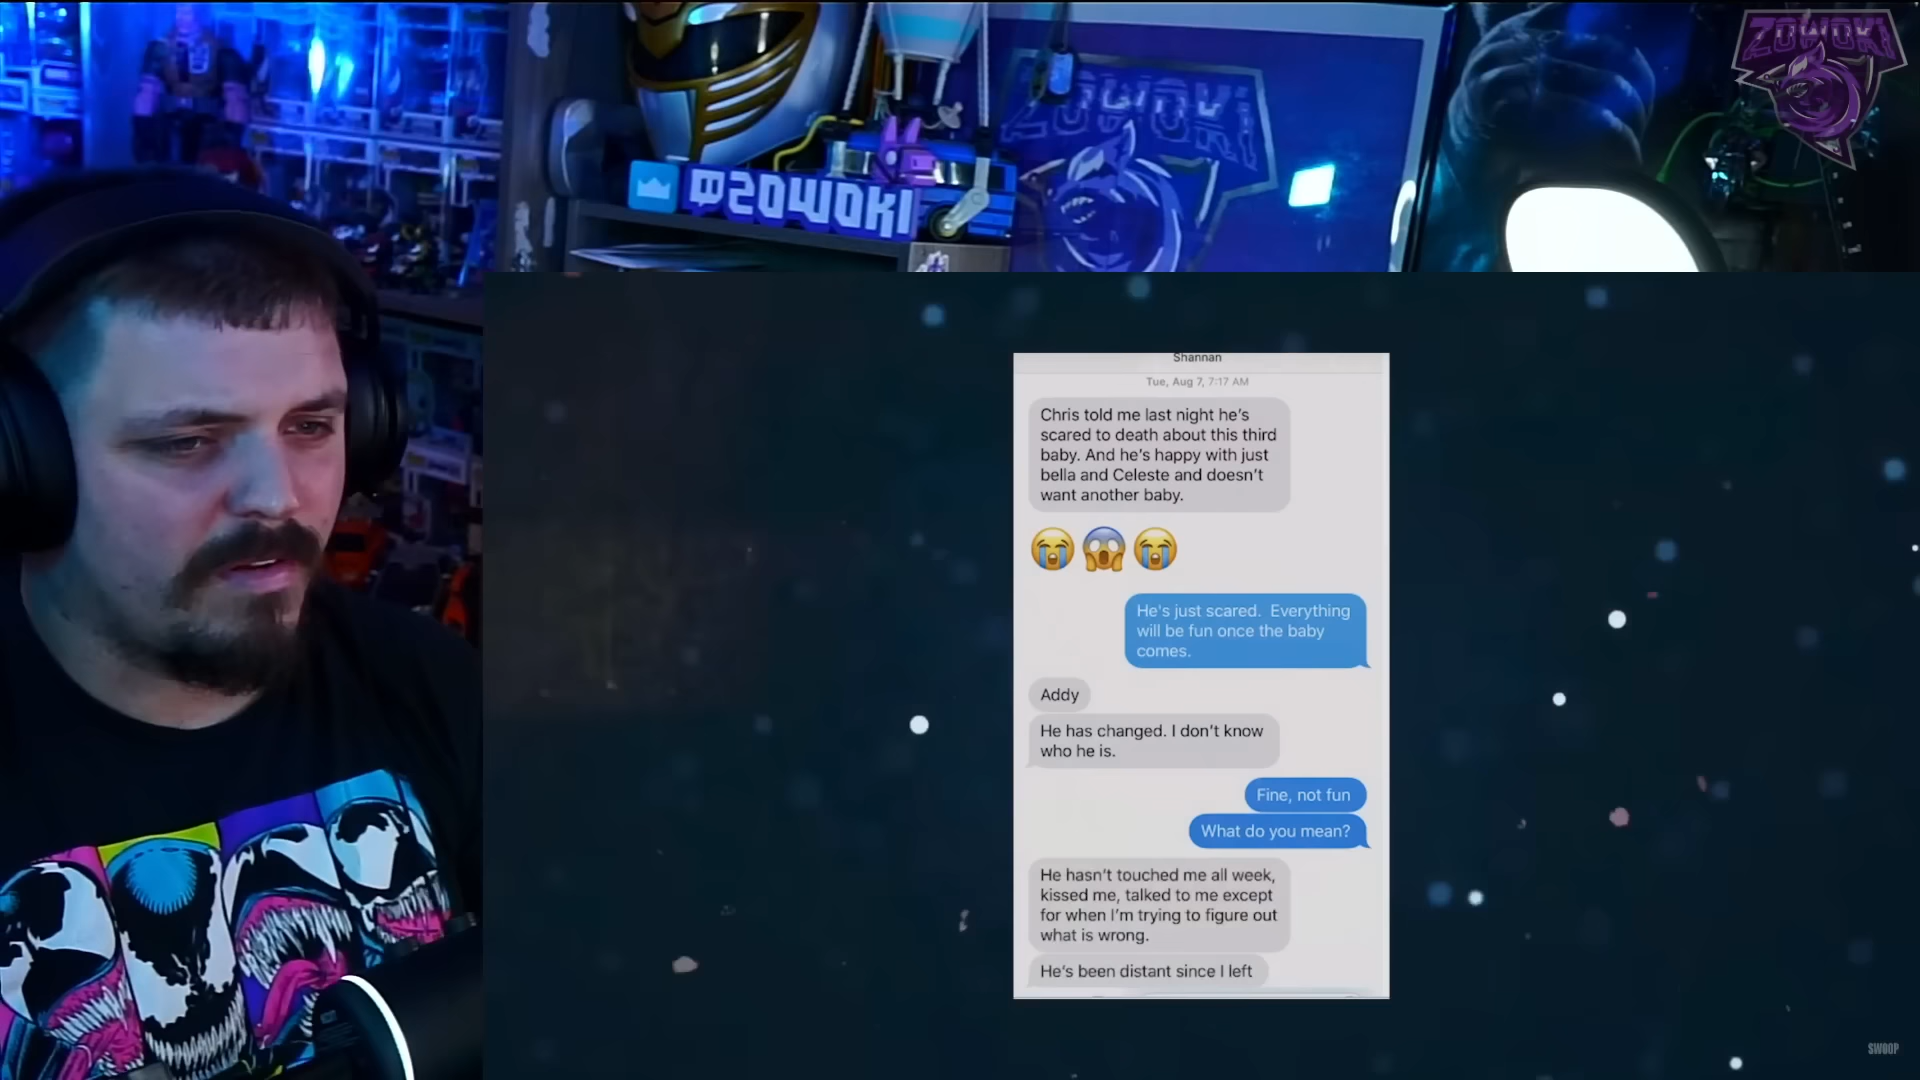 ZOWOKI
ZOWOKI
@ZOWOKI
Shannan
Tue, Aug 7, 7:17 AM
Chris told me last night he's
scared to death about this third
baby. And he's happy with just
bella and Celeste and doesn't
want another baby.
😭😱😭
He's just scared.  Everything
will be fun once the baby
comes.
Addy
He has changed. I don't know
who he is.
Fine, not fun
What do you mean?
He hasn't touched me all week,
kissed me, talked to me except
for when I'm trying to figure out
what is wrong.
He's been distant since I left
SWOOP